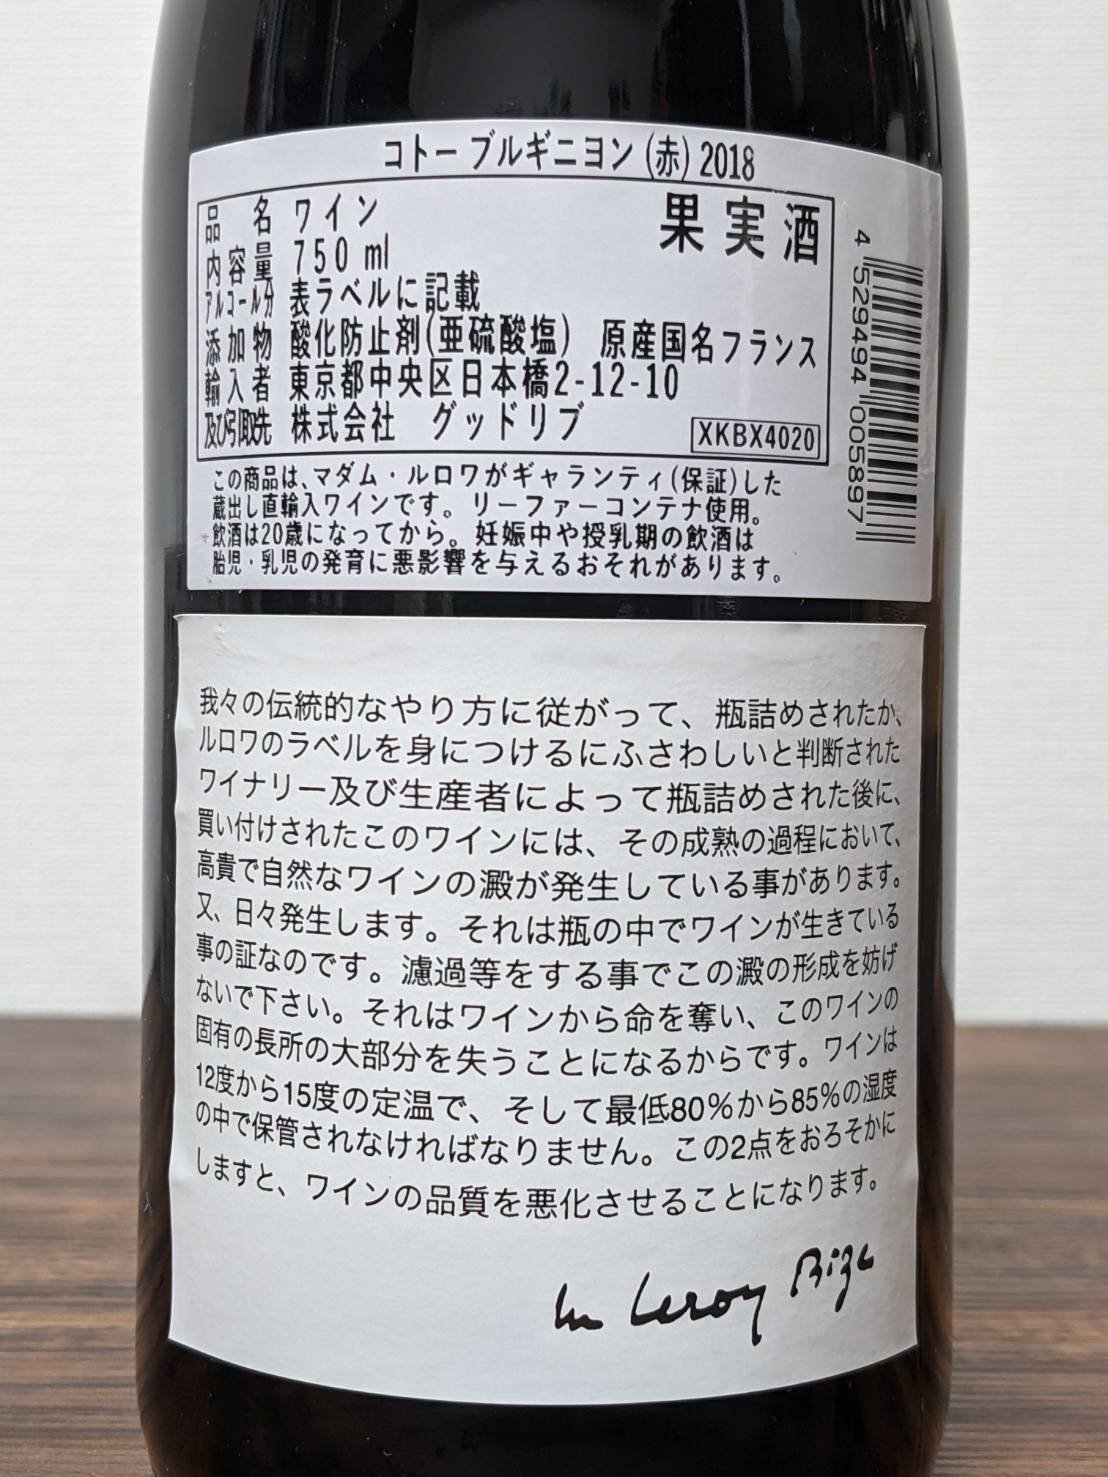 コトー ブルギニヨン (赤) 2018
品名 ワイン 果実酒
内容量 750 ml
アルコール分 表ラベルに記載
添加物 酸化防止剤(亜硫酸塩) 原産国名フランス
輸入者 東京都中央区日本橋2-12-10
及び引取先 株式会社 グッドリブ XKBX4020
4 529494 005897
この商品は、マダム・ルロワがギャランティ(保証)した
蔵出し直輸入ワインです。リーファーコンテナ使用。
飲酒は20歳になってから。妊娠中や授乳期の飲酒は
胎児・乳児の発育に悪影響を与えるおそれがあります。
我々の伝統的なやり方に従がって、瓶詰めされたか、
ルロワのラベルを身につけるにふさわしいと判断された
ワイナリー及び生産者によって瓶詰めされた後に、
買い付けされたこのワインには、その成熟の過程において、
高貴で自然なワインの澱が発生している事があります。
又、日々発生します。それは瓶の中でワインが生きている
事の証なのです。濾過等をする事でこの澱の形成を妨げ
ないで下さい。それはワインから命を奪い、このワインの
固有の長所の大部分を失うことになるからです。ワインは
12度から15度の定温で、そして最低80%から85%の湿度
の中で保管されなければなりません。この2点をおろそかに
しますと、ワインの品質を悪化させることになります。
Leroy Bize